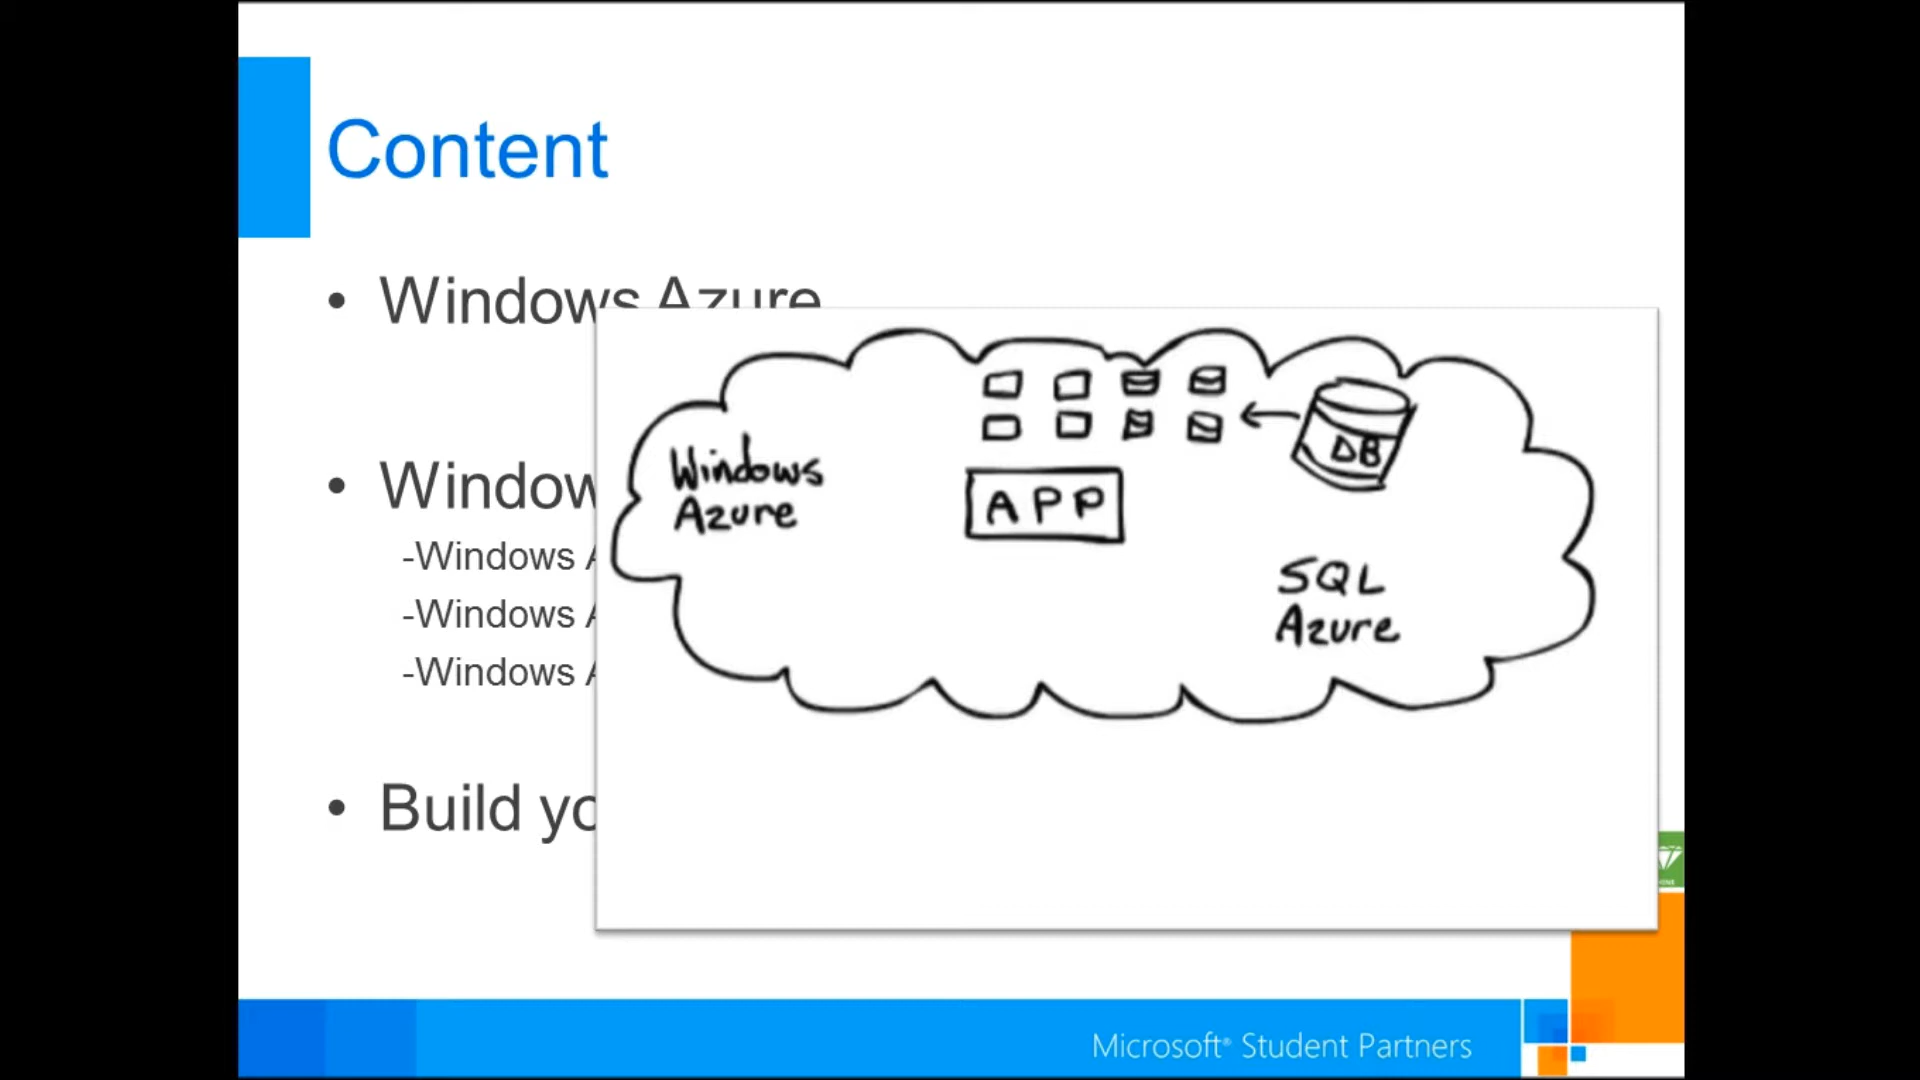 Content
• Windows Azure
• Window
-Windows A
-Windows A
-Windows A
• Build yo
Windows
Azure
APP
DB
SQL
Azure
Microsoft® Student Partners